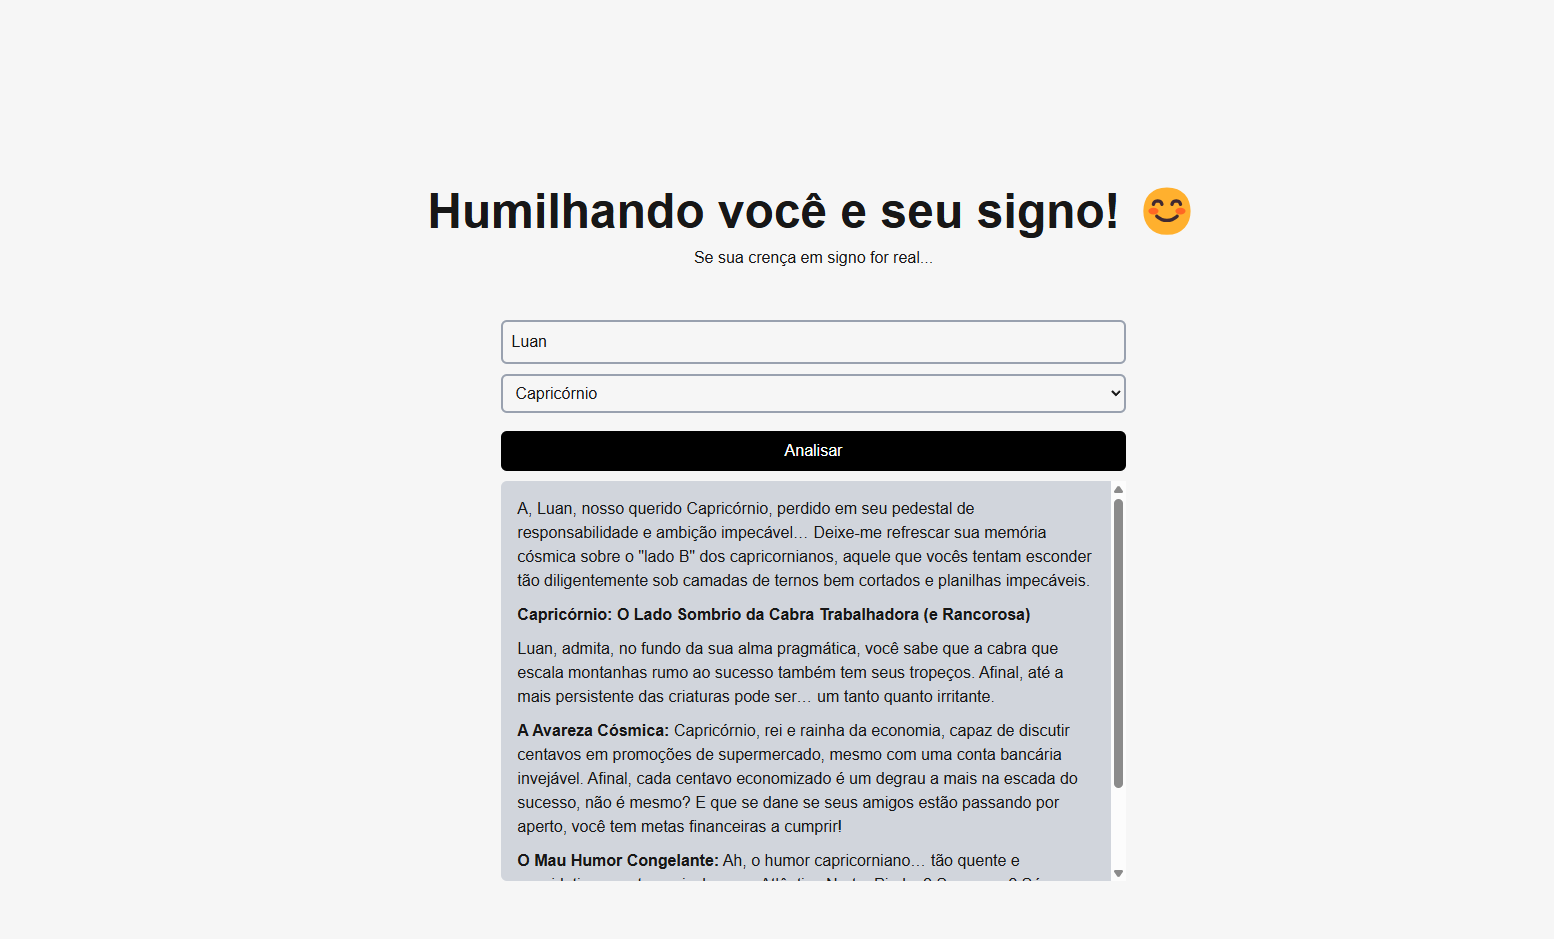 Humilhando você e seu signo! 😊
Se sua crença em signo for real...
Luan
Capricórnio
Analisar
A, Luan, nosso querido Capricórnio, perdido em seu pedestal de
responsabilidade e ambição impecável… Deixe-me refrescar sua memória
cósmica sobre o "lado B" dos capricornianos, aquele que vocês tentam esconder
tão diligentemente sob camadas de ternos bem cortados e planilhas impecáveis.
Capricórnio: O Lado Sombrio da Cabra Trabalhadora (e Rancorosa)
Luan, admita, no fundo da sua alma pragmática, você sabe que a cabra que
escala montanhas rumo ao sucesso também tem seus tropeços. Afinal, até a
mais persistente das criaturas pode ser… um tanto quanto irritante.
A Avareza Cósmica: Capricórnio, rei e rainha da economia, capaz de discutir
centavos em promoções de supermercado, mesmo com uma conta bancária
invejável. Afinal, cada centavo economizado é um degrau a mais na escada do
sucesso, não é mesmo? E que se dane se seus amigos estão passando por
aperto, você tem metas financeiras a cumprir!
O Mau Humor Congelante: Ah, o humor capricorniano… tão quente e